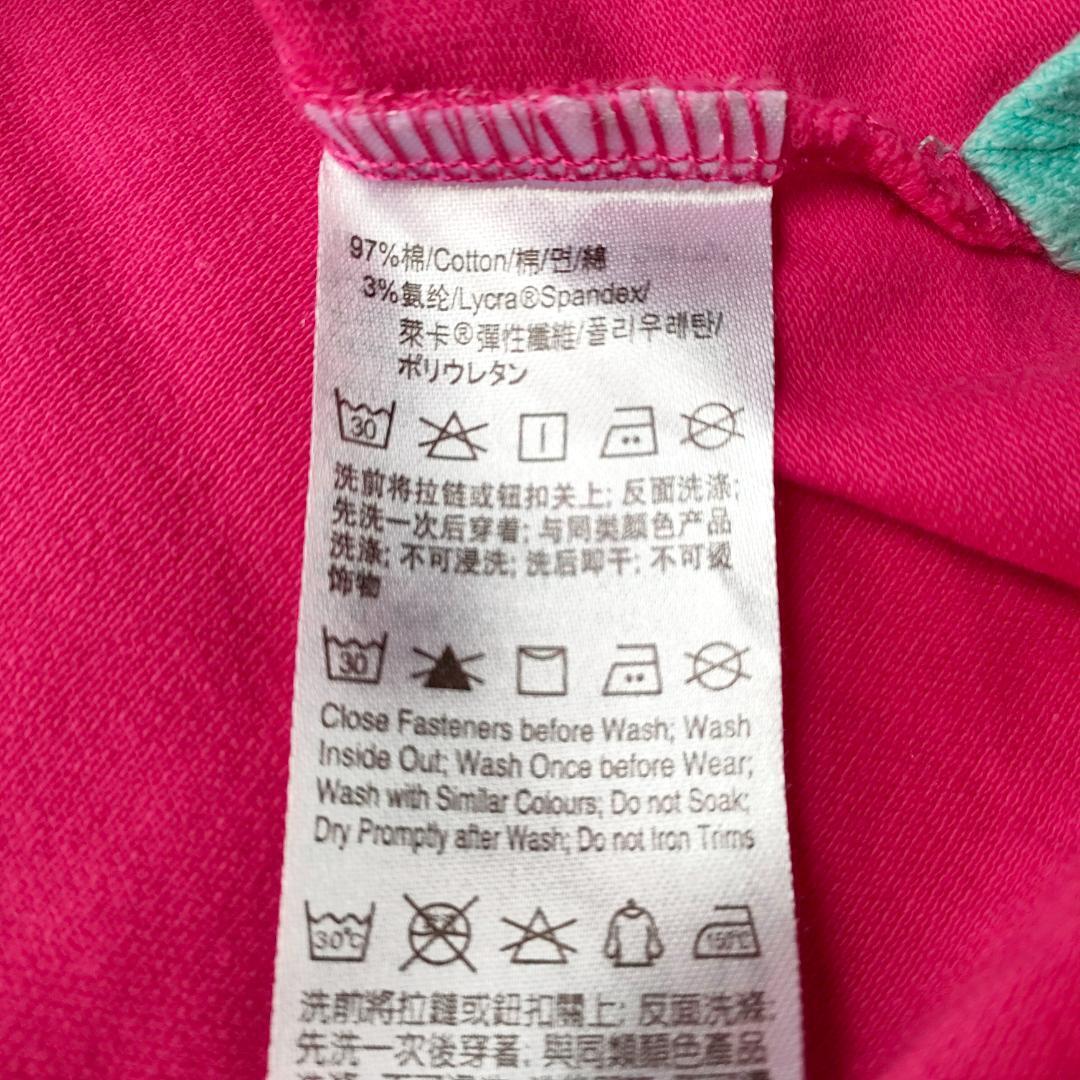 97%棉/Cotton/棉/면/綿
3%氨纶/Lycra®Spandex/
萊卡®彈性纖維/폴리우레탄/
ポリウレタン
30
洗前将拉链或钮扣关上; 反面洗涤;
先洗一次后穿着; 与同类颜色产品
洗涤; 不可浸洗; 洗后即干; 不可熨
饰物
30
Close Fasteners before Wash; Wash
Inside Out; Wash Once before Wear;
Wash with Similar Colours; Do not Soak;
Dry Promptly after Wash; Do not Iron Trims
30℃ 150℃
洗前將拉鏈或鈕扣關上; 反面洗滌;
先洗一次後穿著; 與同類顏色產品